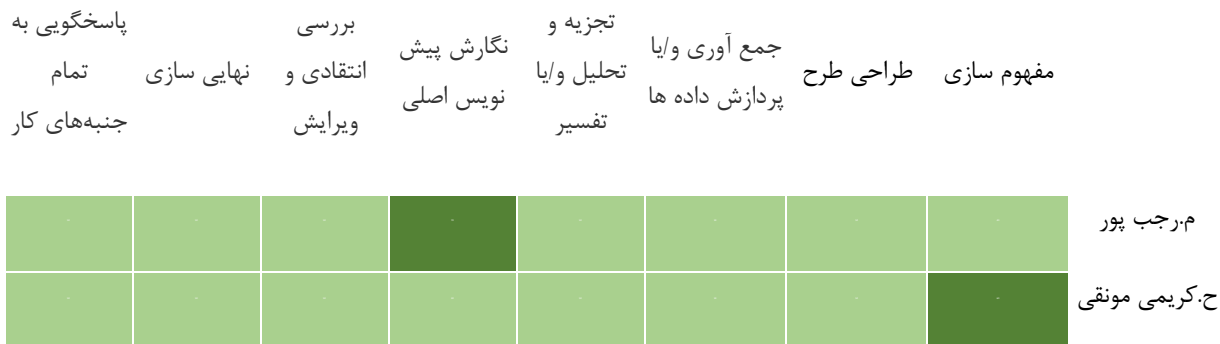 مفهوم سازی
طراحی طرح
جمع آوری و/یا
پردازش داده ها
تجزیه و
تحلیل و/یا
تفسیر
نگارش پیش
نویس اصلی
بررسی
انتقادی و
ویرایش
نهایی سازی
پاسخگویی به
تمام
جنبه‌های کار
م.رجب پور
- - - - - - - -
ح.کریمی مونقی
- - - - - - - -